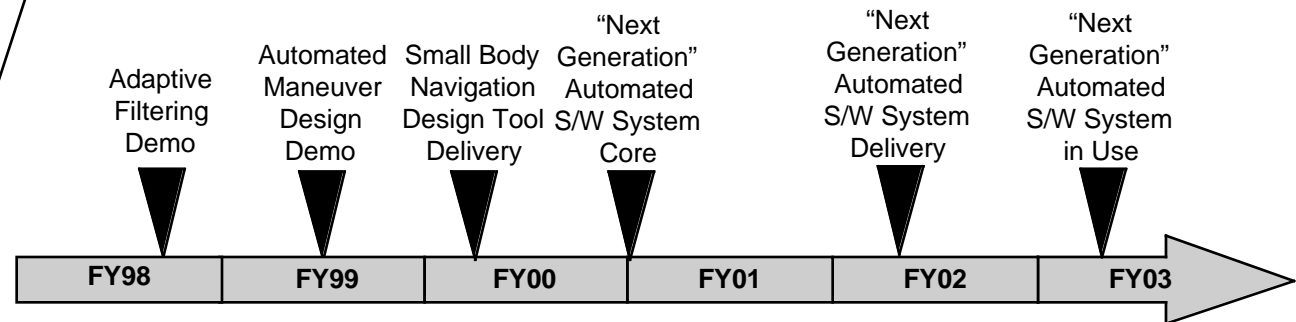 Adaptive
Filtering
Demo
Automated
Maneuver
Design
Demo
Small Body
Navigation
Design Tool
Delivery
“Next
Generation”
Automated
S/W System
Core
“Next
Generation”
Automated
S/W System
Delivery
“Next
Generation”
Automated
S/W System
in Use
FY98
FY99
FY00
FY01
FY02
FY03